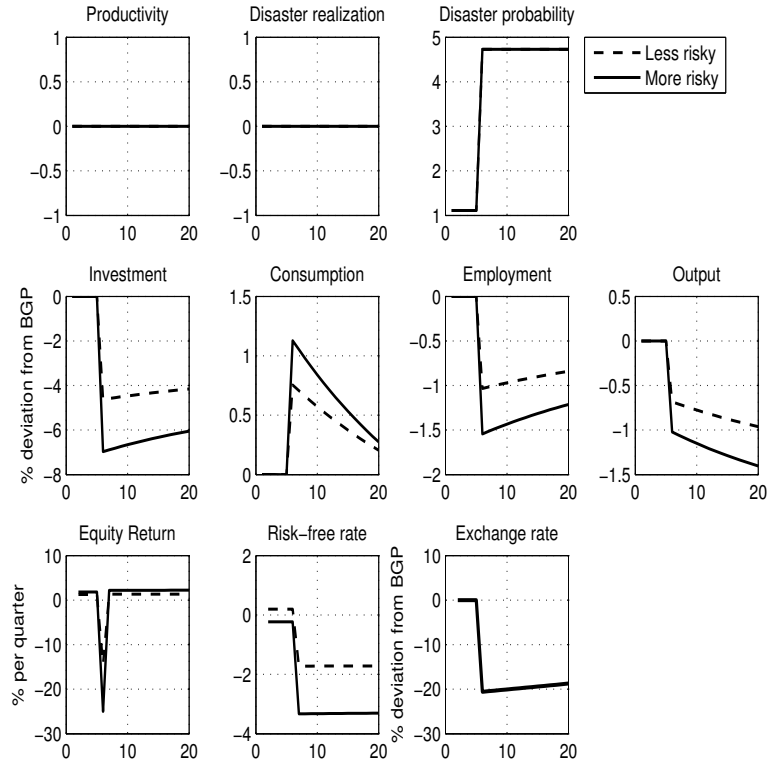 Productivity
Disaster realization
Disaster probability
1
0.5
0
−0.5
−1
0 10 20
1
0.5
0
−0.5
−1
0 10 20
5
4
3
2
1
0 10 20
Less risky
More risky
Investment
Consumption
Employment
Output
% deviation from BGP
0
−2
−4
−6
−8
0 10 20
1.5
1
0.5
0
0 10 20
0
−0.5
−1
−1.5
−2
0 10 20
0.5
0
−0.5
−1
−1.5
0 10 20
Equity Return
Risk−free rate
Exchange rate
% per quarter
10
0
−10
−20
−30
0 10 20
2
0
−2
−4
0 10 20
% deviation from BGP
10
0
−10
−20
−30
0 10 20